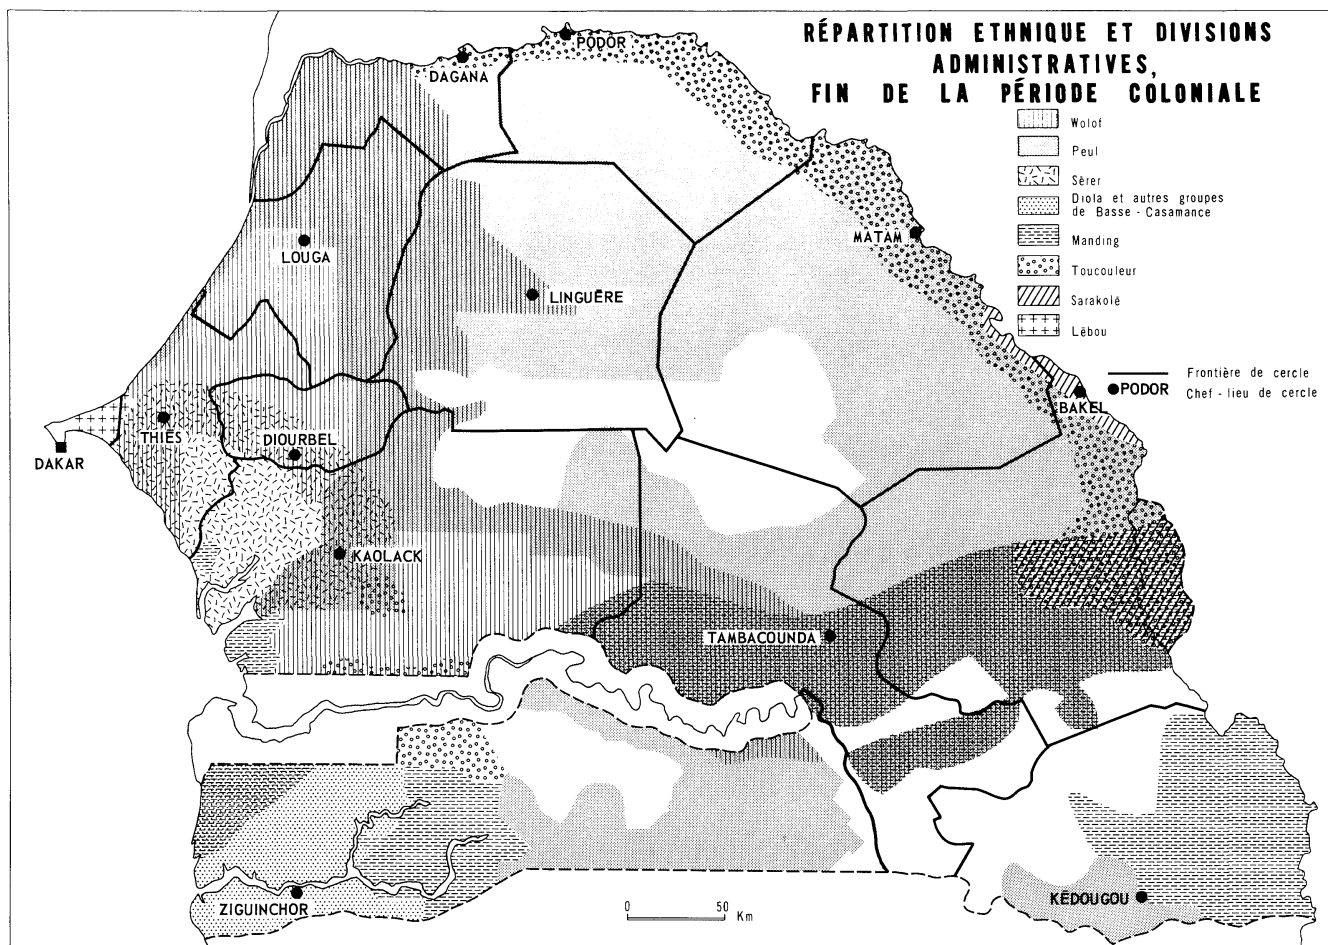 RÉPARTITION ETHNIQUE ET DIVISIONS
ADMINISTRATIVES,
FIN DE LA PÉRIODE COLONIALE
Wolof
Peul
Sérer
Diola et autres groupes
de Basse - Casamance
Manding
Toucouleur
Sarakolé
Lébou
Frontière de cercle
PODOR Chef - lieu de cercle
PODOR
DAGANA
MATAM
LOUGA
LINGUÈRE
BAKEL
THIÈS
DIOURBEL
DAKAR
KAOLACK
TAMBACOUNDA
ZIGUINCHOR
KÉDOUGOU
0 50 Km